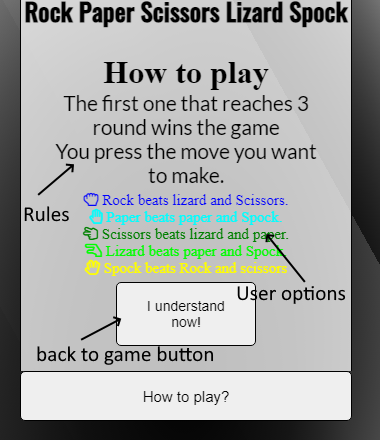 Rock Paper Scissors Lizard Spock
How to play
The first one that reaches 3
round wins the game
You press the move you want
to make.
Rules
Rock beats lizard and Scissors.
Paper beats paper and Spock.
Scissors beats lizard and paper.
Lizard beats paper and Spock.
Spock beats Rock and scissors
User options
I understand
now!
back to game button
How to play?